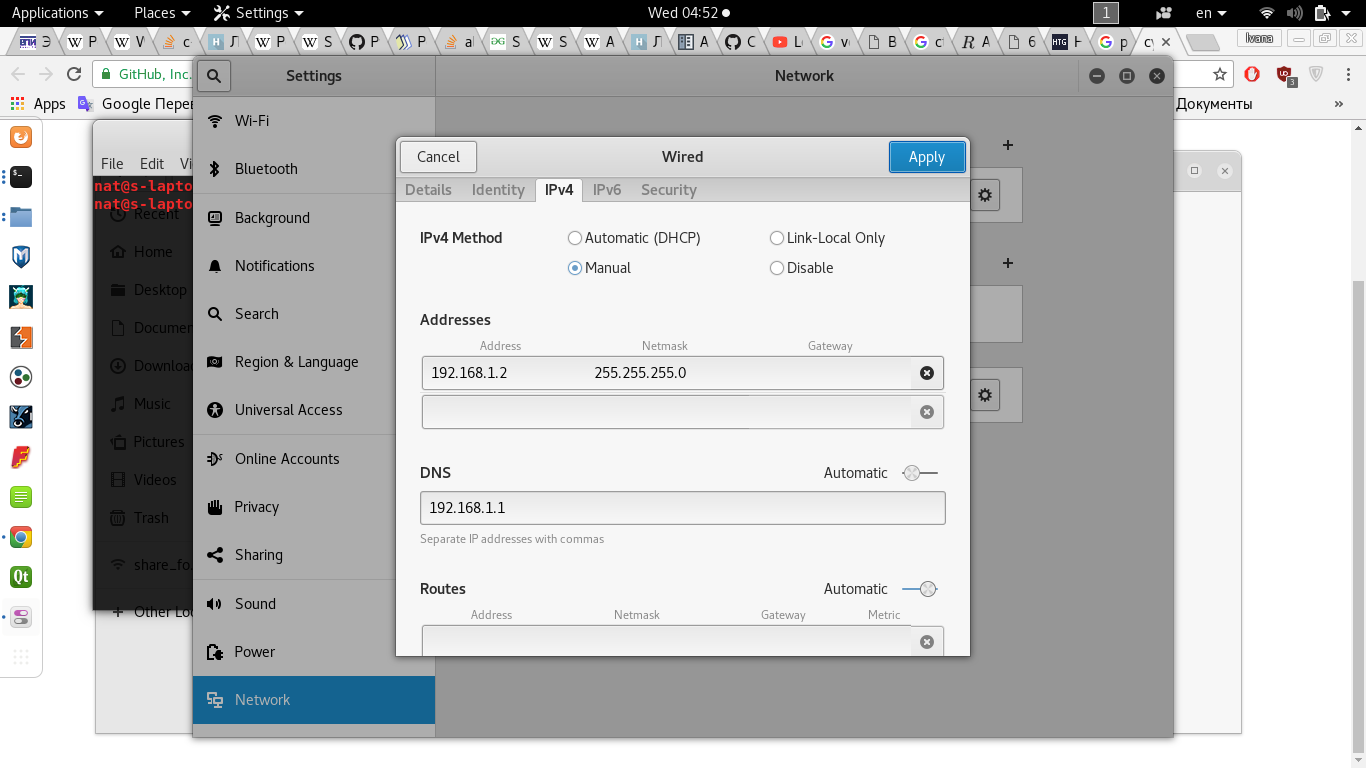 Applications Places Settings Wed 04:52 1 en
Э W P W V c Н Л W P W S P P a S W S W A Н Л A C L v B c R A 6 HTG H p cy Ivana
GitHub, Inc. 3
Apps Google Перев Документы »
Settings Network
Wi-Fi
Bluetooth
Background
Notifications
Search
Region & Language
Universal Access
Online Accounts
Privacy
Sharing
Sound
Power
Network
File Edit Vi
nat@s-lapto
nat@s-lapto
Recent
Home
Desktop
Documen
Downloa
Music
Pictures
Videos
Trash
share_fo
Other Loc
Cancel Wired Apply
Details Identity IPv4 IPv6 Security
IPv4 Method Automatic (DHCP) Link-Local Only
Manual Disable
Addresses
Address Netmask Gateway
192.168.1.2 255.255.255.0
DNS Automatic
192.168.1.1
Separate IP addresses with commas
Routes Automatic
Address Netmask Gateway Metric
Qt